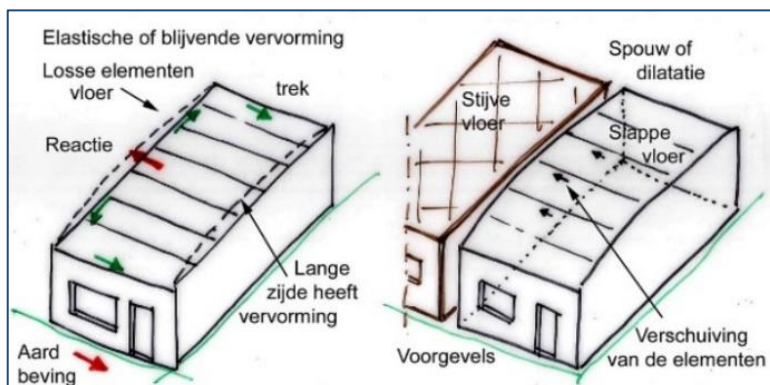 Elastische of blijvende vervorming
Losse elementen
vloer
trek
Reactie
Lange
zijde heeft
vervorming
Aard
beving
Spouw of
dilatatie
Stijve
vloer
Slappe
vloer
Voorgevels
Verschuiving
van de elementen